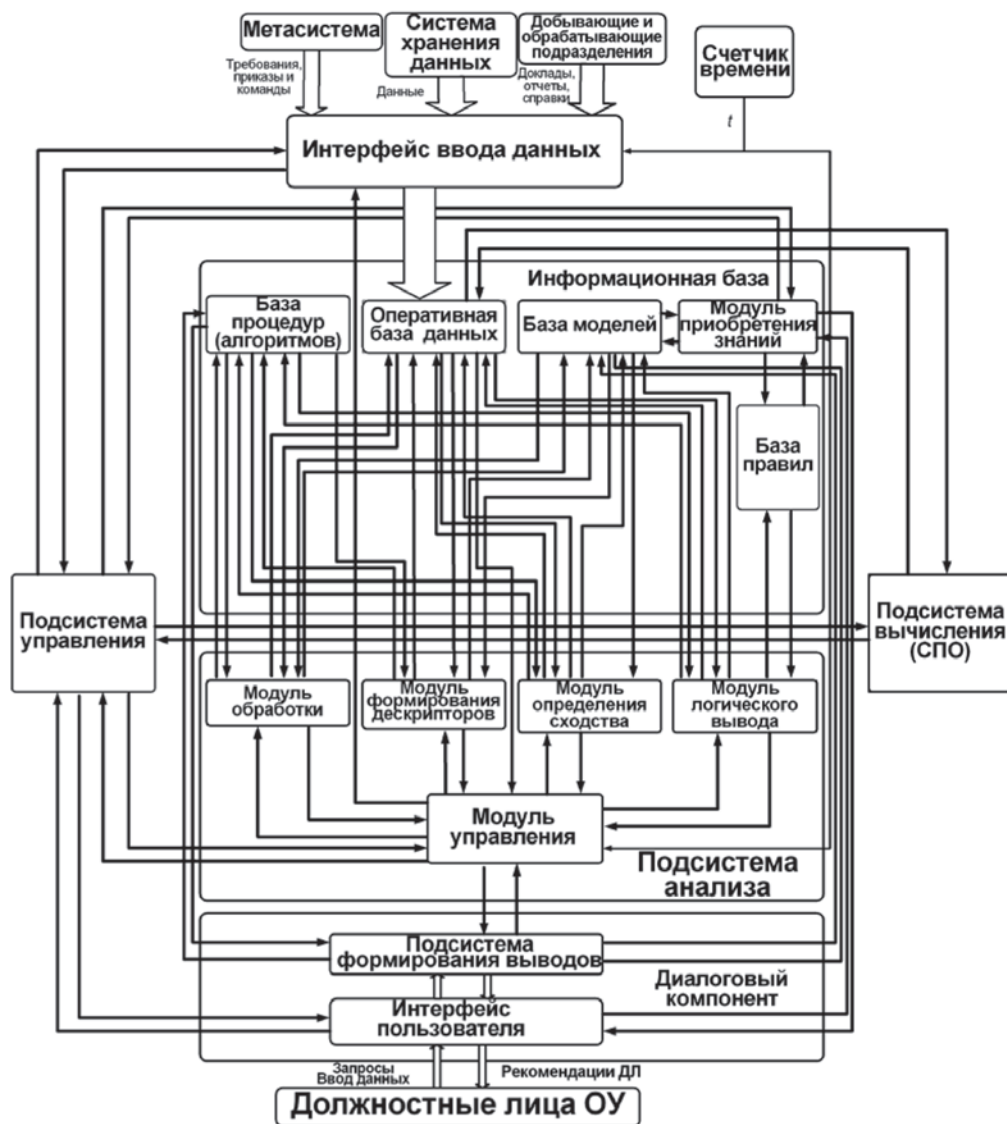 Метасистема
Система
хранения
данных
Добывающие и
обрабатывающие
подразделения
Счетчик
времени
Требования,
приказы и
команды
Данные
Доклады,
отчеты,
справки
t
Интерфейс ввода данных
Информационная база
База
процедур
(алгоритмов)
Оперативная
база данных
База моделей
Модуль
приобретения
знаний
База
правил
Подсистема
управления
Подсистема
вычисления
(СПО)
Модуль
обработки
Модуль
формирования
дескрипторов
Модуль
определения
сходства
Модуль
логического
вывода
Модуль
управления
Подсистема
анализа
Подсистема
формирования выводов
Диалоговый
компонент
Интерфейс
пользователя
Запросы
Ввод данных
Рекомендации ДЛ
Должностные лица ОУ